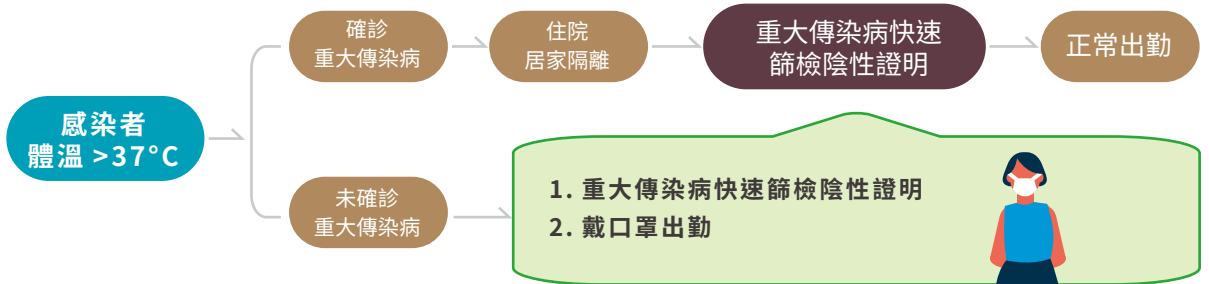 確診
重大傳染病
住院
居家隔離
重大傳染病快速
篩檢陰性證明
正常出勤
感染者
體溫 >37°C
未確診
重大傳染病
1. 重大傳染病快速篩檢陰性證明
2. 戴口罩出勤